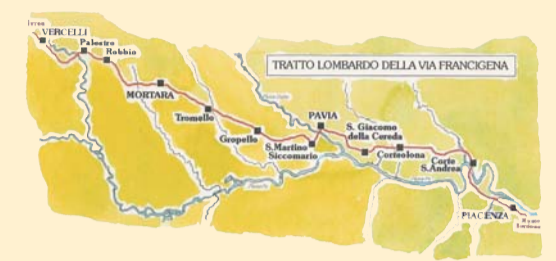 TRATTO LOMBARDO DELLA VIA FRANCIGENA
VERCELLI
Palestro
Robbio
MORTARA
Tromello
Gropello
S.Martino
Siccomario
PAVIA
S. Giacomo
della Cereda
Corteolona
Corte
S.Andrea
PIACENZA